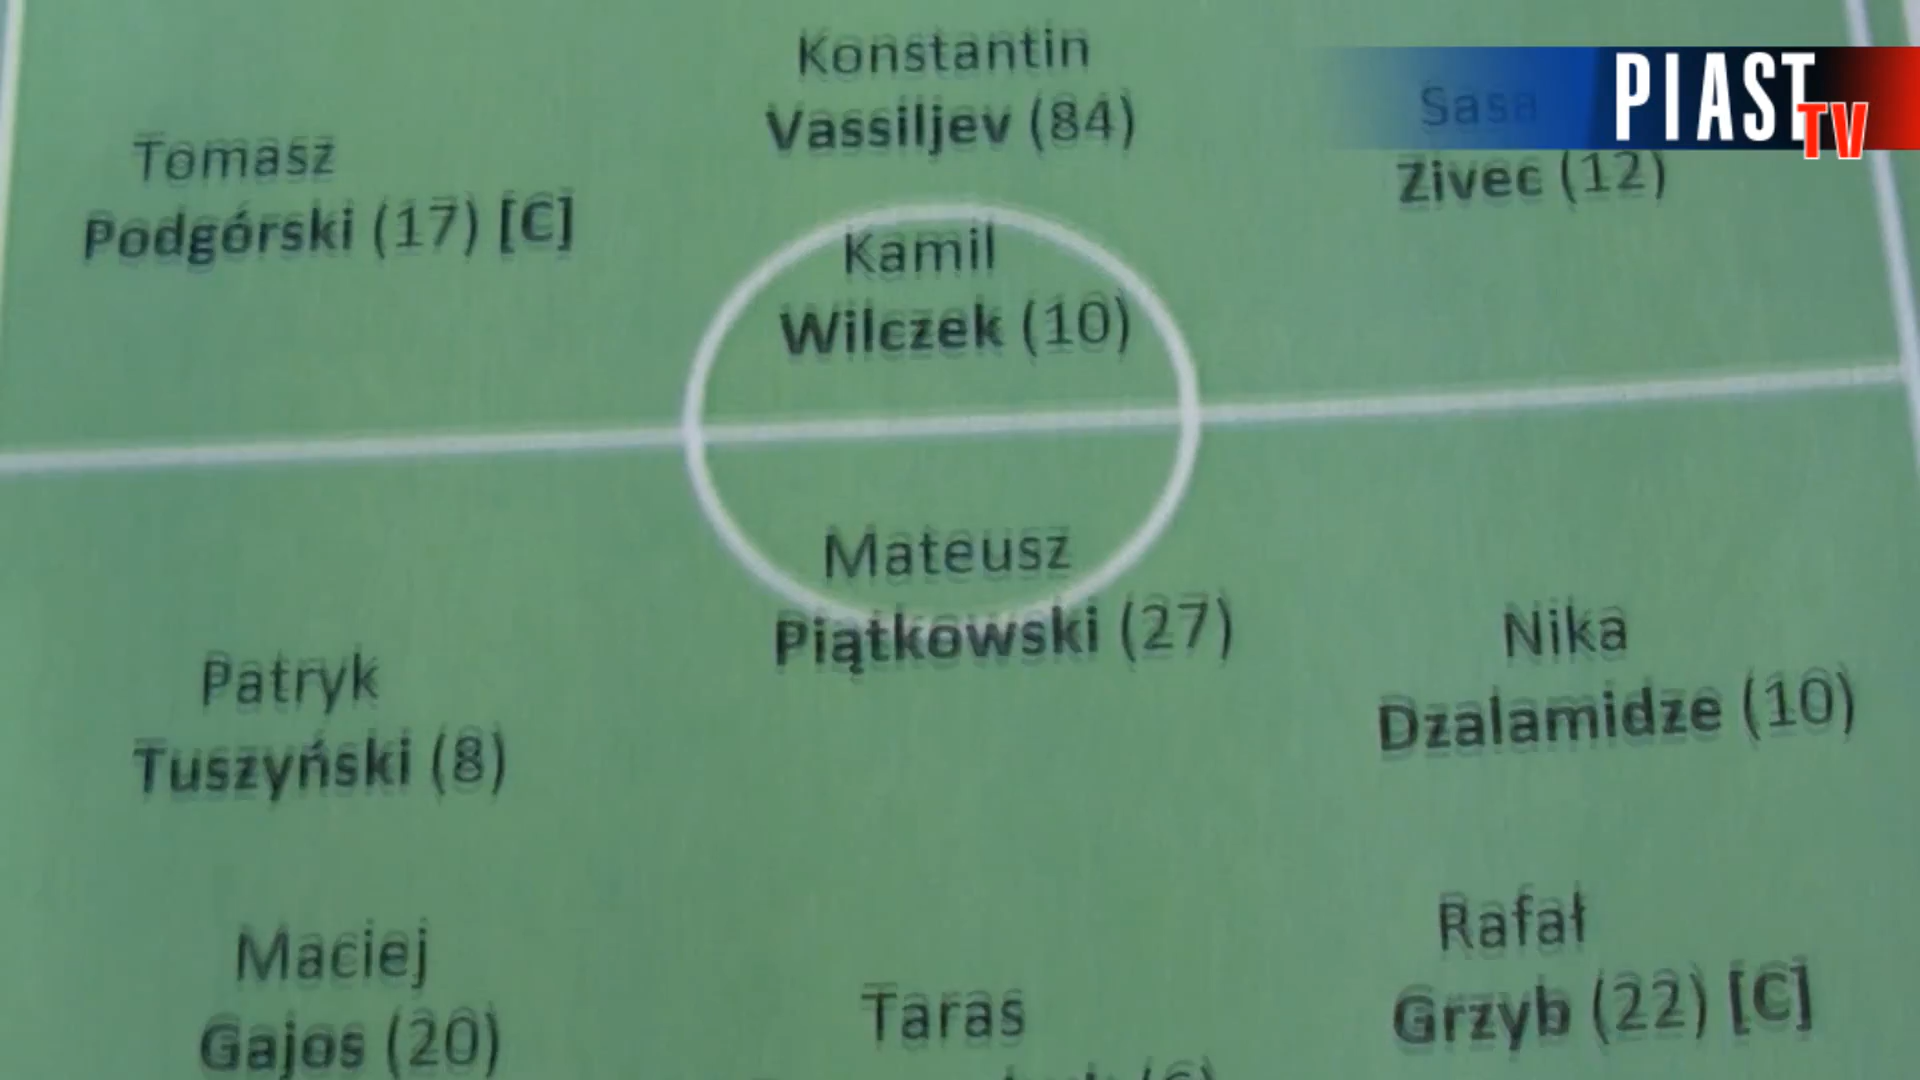 Konstantin
Vassiljev (84)
PIAST
TV
Sasa
Zivec (12)
Tomasz
Podgórski (17) [C]
Kamil
Wilczek (10)
Mateusz
Piątkowski (27)
Nika
Dzalamidze (10)
Patryk
Tuszyński (8)
Rafał
Grzyb (22) [C]
Maciej
Gajos (20)
Taras
(6)